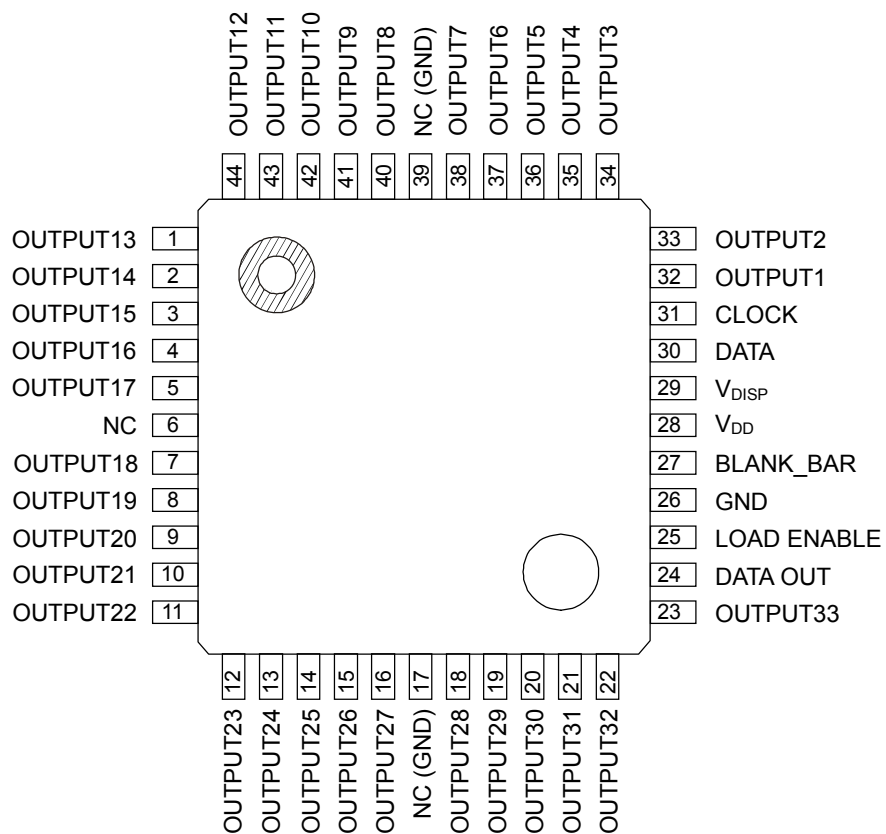 OUTPUT12
OUTPUT11
OUTPUT10
OUTPUT9
OUTPUT8
NC (GND)
OUTPUT7
OUTPUT6
OUTPUT5
OUTPUT4
OUTPUT3
44
43
42
41
40
39
38
37
36
35
34
OUTPUT13 1
OUTPUT14 2
OUTPUT15 3
OUTPUT16 4
OUTPUT17 5
NC 6
OUTPUT18 7
OUTPUT19 8
OUTPUT20 9
OUTPUT21 10
OUTPUT22 11
33 OUTPUT2
32 OUTPUT1
31 CLOCK
30 DATA
29 VDISP
28 VDD
27 BLANK_BAR
26 GND
25 LOAD ENABLE
24 DATA OUT
23 OUTPUT33
12
13
14
15
16
17
18
19
20
21
22
OUTPUT23
OUTPUT24
OUTPUT25
OUTPUT26
OUTPUT27
NC (GND)
OUTPUT28
OUTPUT29
OUTPUT30
OUTPUT31
OUTPUT32